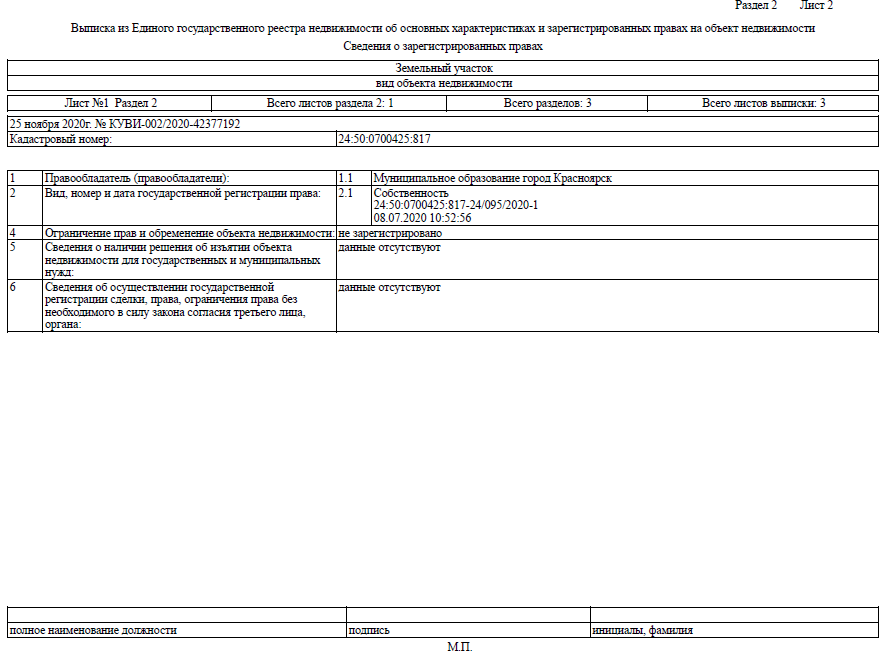 Раздел 2 Лист 2
Выписка из Единого государственного реестра недвижимости об основных характеристиках и зарегистрированных правах на объект недвижимости
Сведения о зарегистрированных правах
Земельный участок
вид объекта недвижимости
Лист №1 Раздел 2 Всего листов раздела 2: 1 Всего разделов: 3 Всего листов выписки: 3
25 ноября 2020г. № КУВИ-002/2020-42377192
Кадастровый номер: 24:50:0700425:817
1 Правообладатель (правообладатели): 1.1 Муниципальное образование город Красноярск
2 Вид, номер и дата государственной регистрации права: 2.1 Собственность
24:50:0700425:817-24/095/2020-1
08.07.2020 10:52:56
4 Ограничение прав и обременение объекта недвижимости: не зарегистрировано
5 Сведения о наличии решения об изъятии объекта данные отсутствуют
недвижимости для государственных и муниципальных
нужд:
6 Сведения об осуществлении государственной данные отсутствуют
регистрации сделки, права, ограничения права без
необходимого в силу закона согласия третьего лица,
органа:
полное наименование должности подпись инициалы, фамилия
М.П.